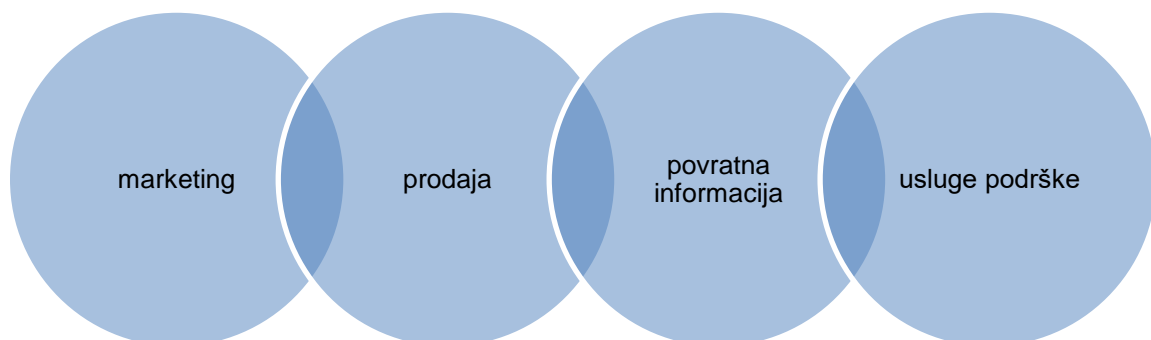 marketing
prodaja
povratna
informacija
usluge podrške